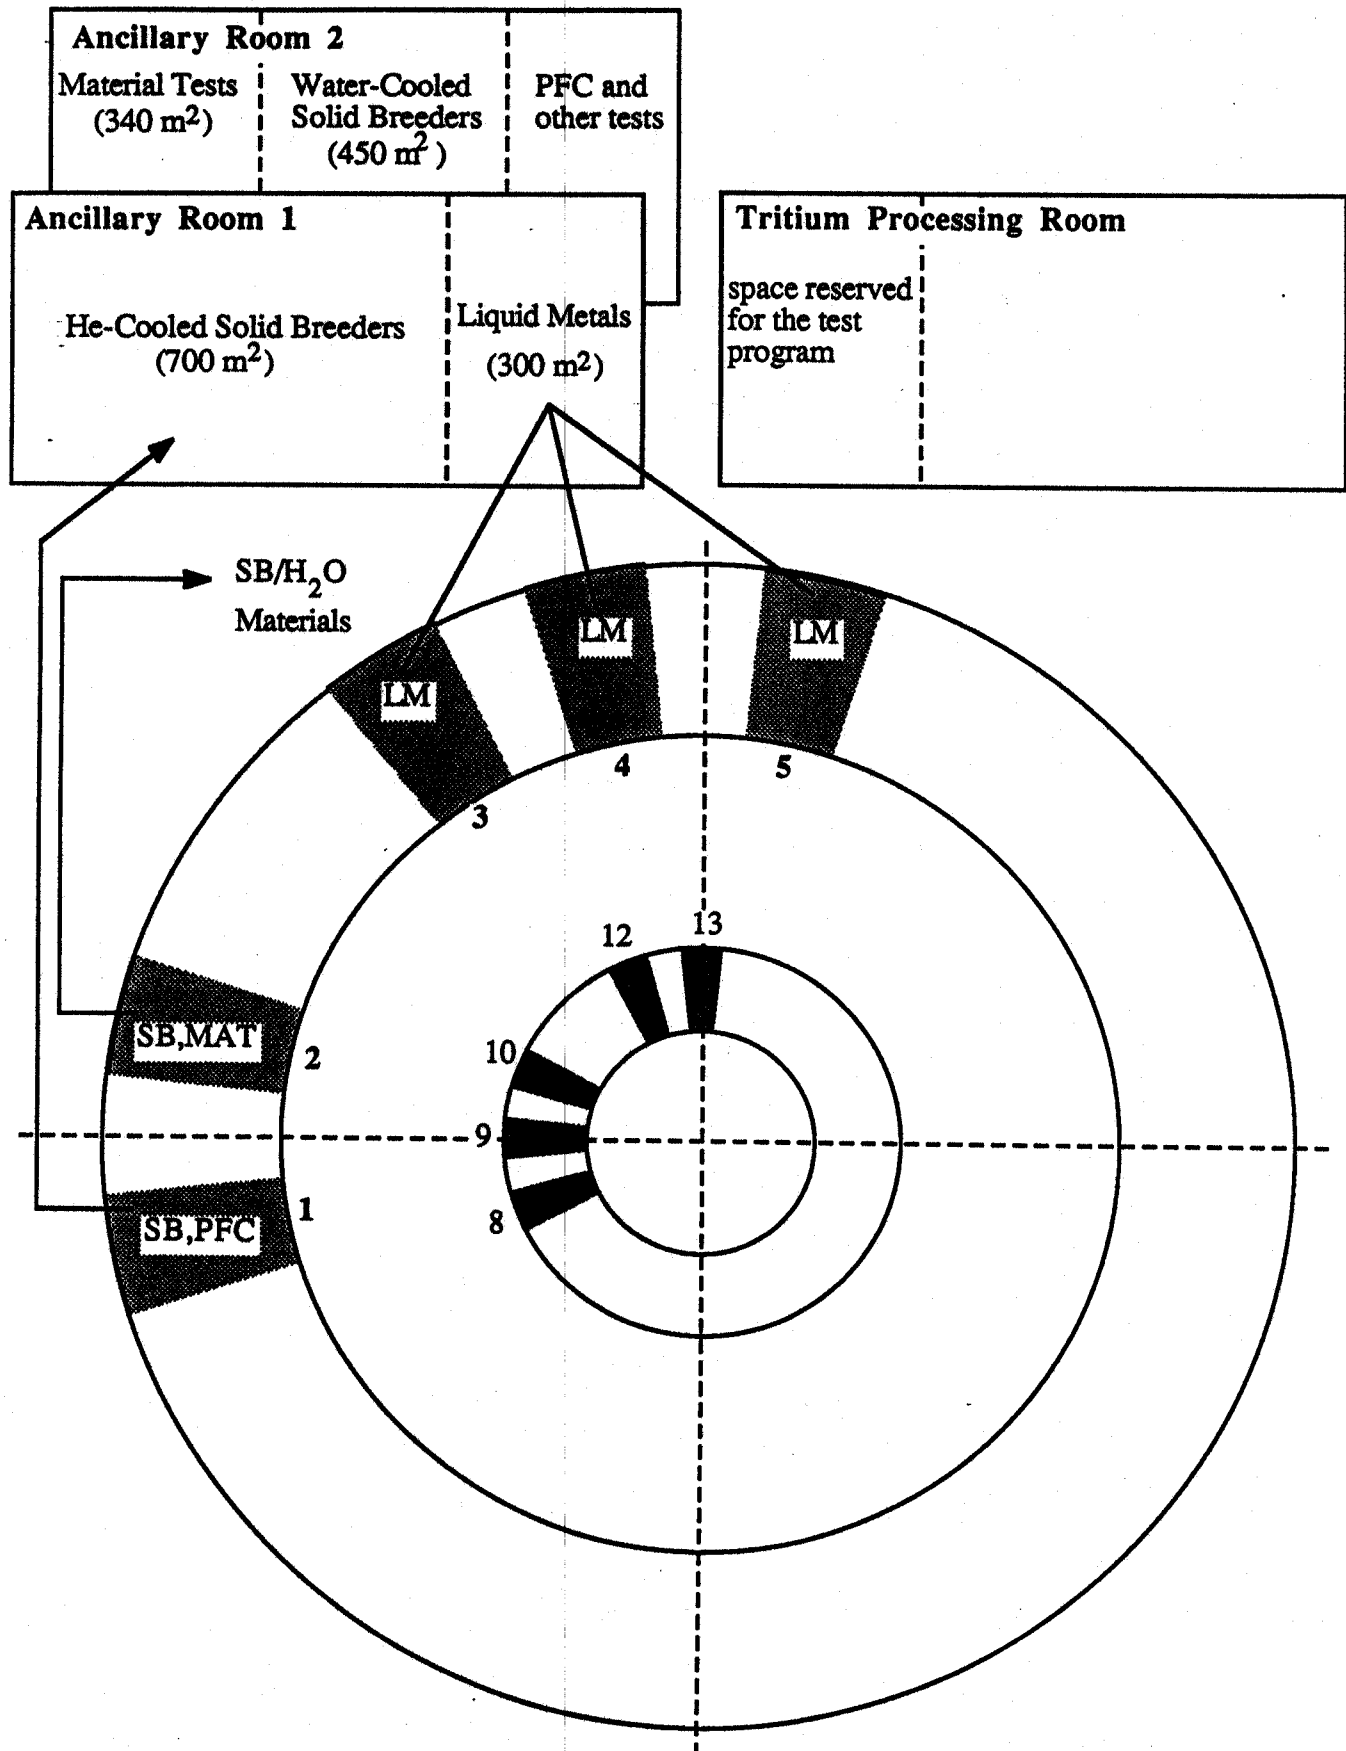 Ancillary Room 2
Material Tests
(340 m²)
Water-Cooled
Solid Breeders
(450 m²)
PFC and
other tests
Ancillary Room 1
He-Cooled Solid Breeders
(700 m²)
Liquid Metals
(300 m²)
Tritium Processing Room
space reserved
for the test
program
SB/H₂O
Materials
LM
LM
LM
3
4
5
12
13
10
9
8
SB,MAT
2
SB,PFC
1